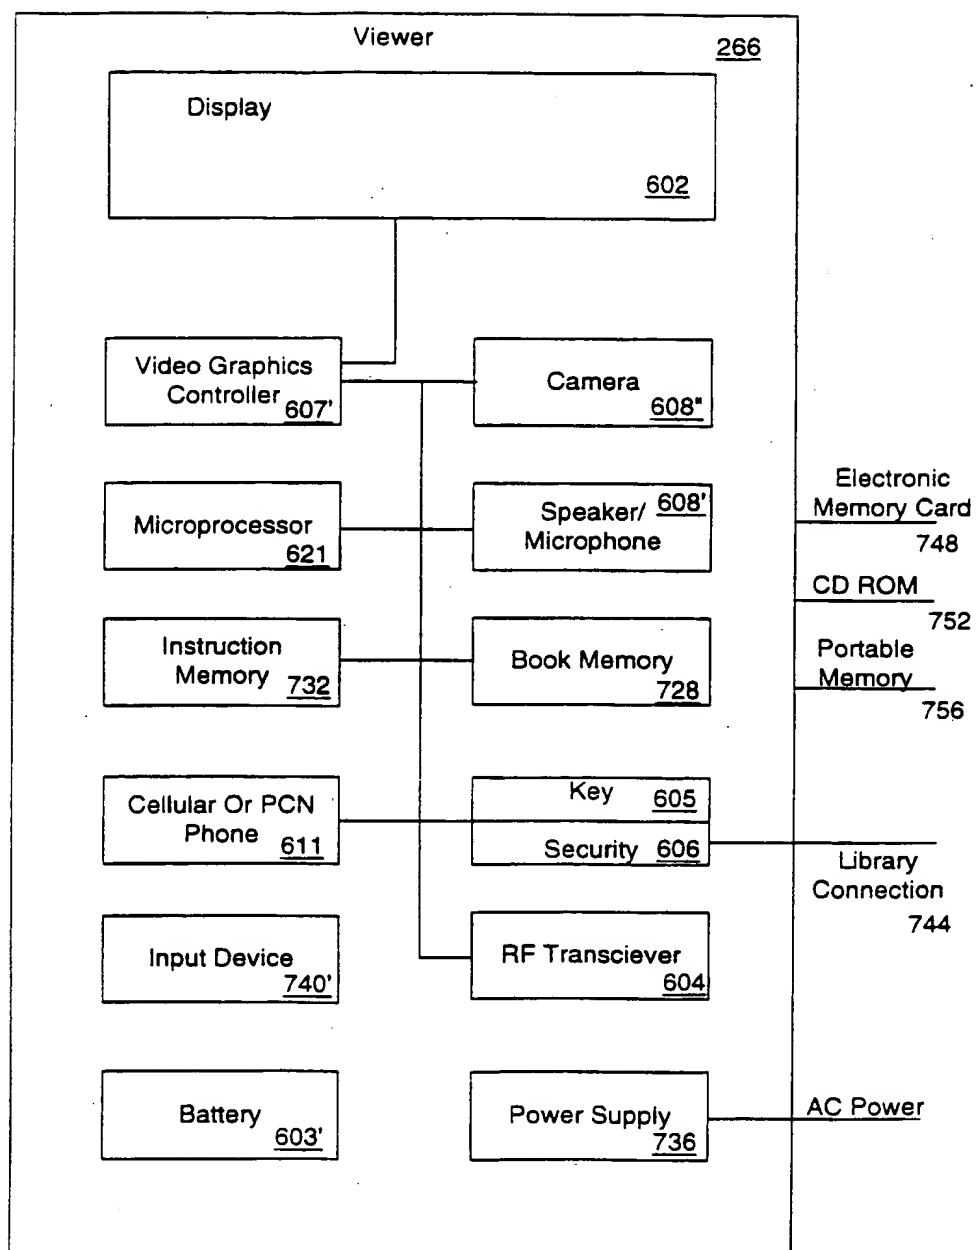 Viewer
266
Display
602
Video Graphics
Controller
607'
Camera
608"
Microprocessor
621
Speaker/
Microphone
608'
Electronic
Memory Card
748
CD ROM
752
Instruction
Memory
732
Book Memory
728
Portable
Memory
756
Cellular Or PCN
Phone
611
Key
605
Security
606
Library
Connection
744
Input Device
740'
RF Transciever
604
Battery
603'
Power Supply
736
AC Power